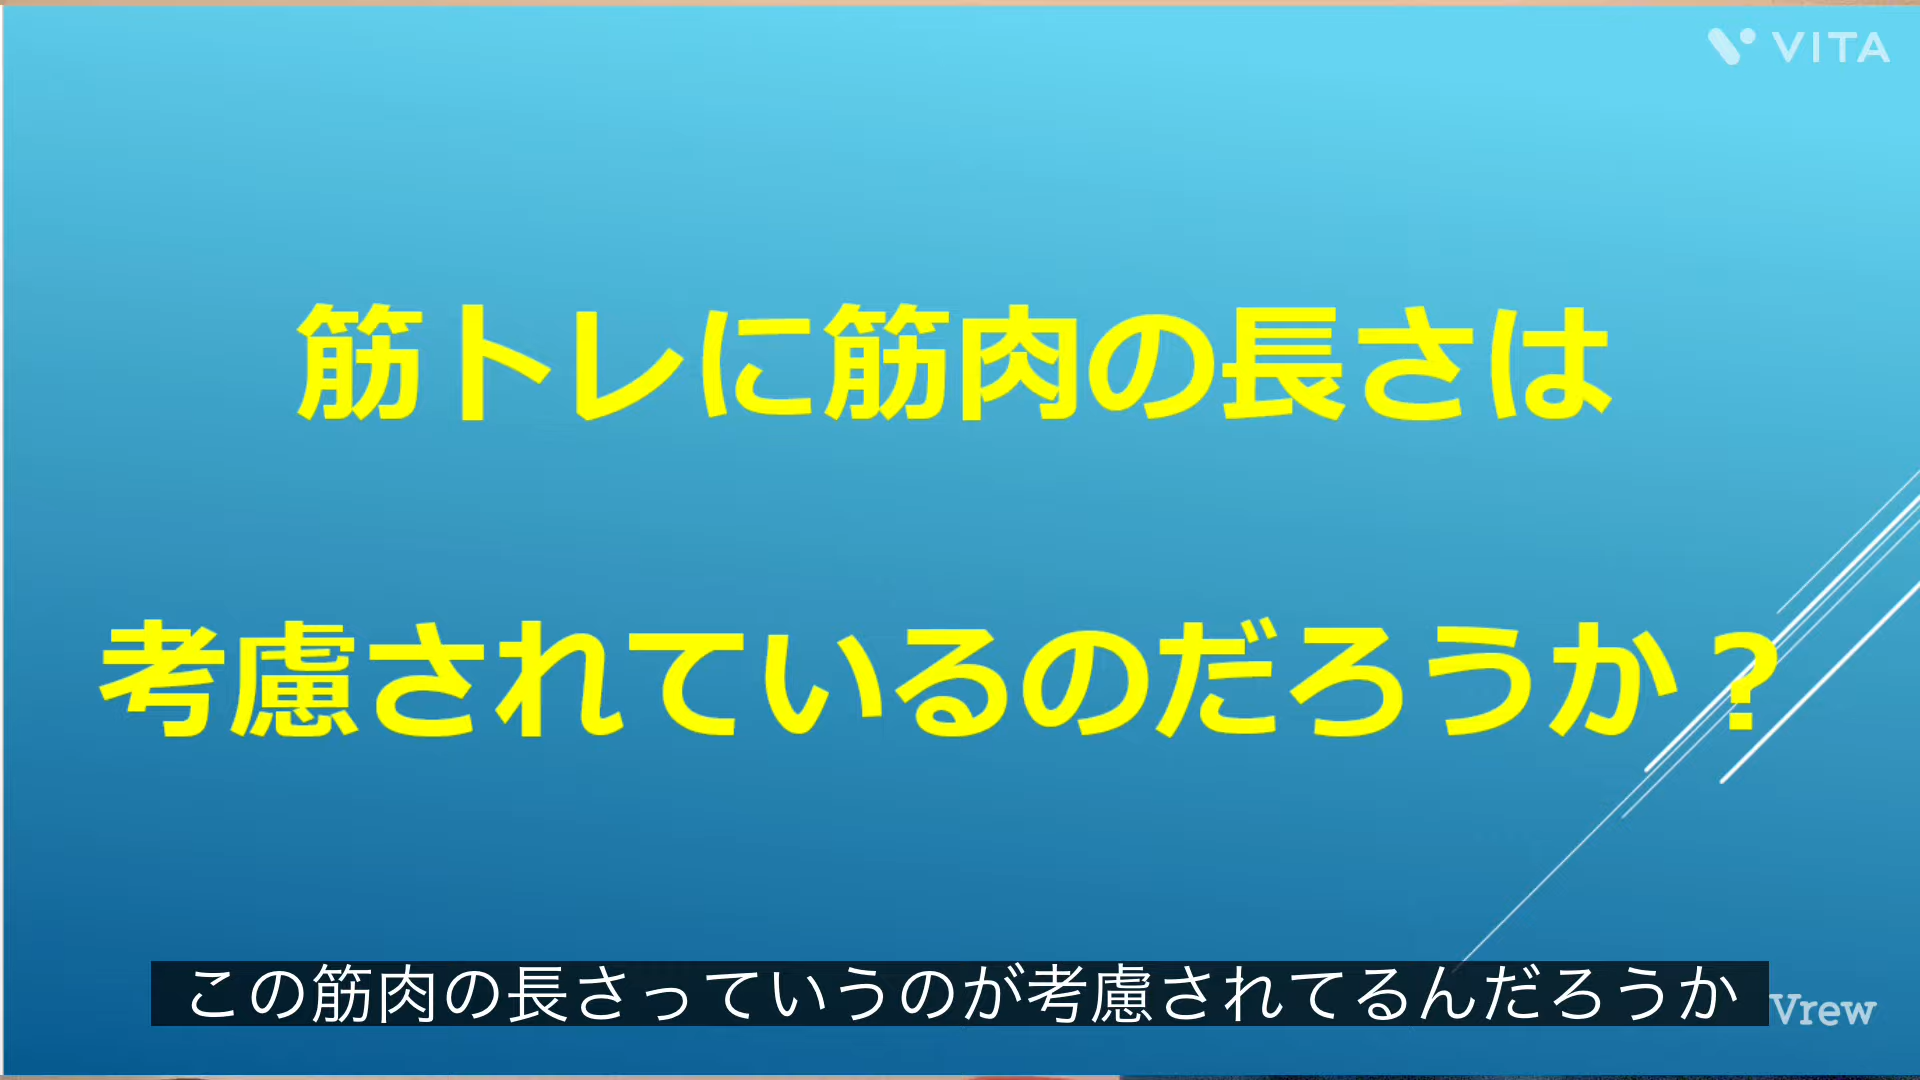 VITA
筋トレに筋肉の長さは
考慮されているのだろうか？
この筋肉の長さっていうのが考慮されてるんだろうか
Vrew